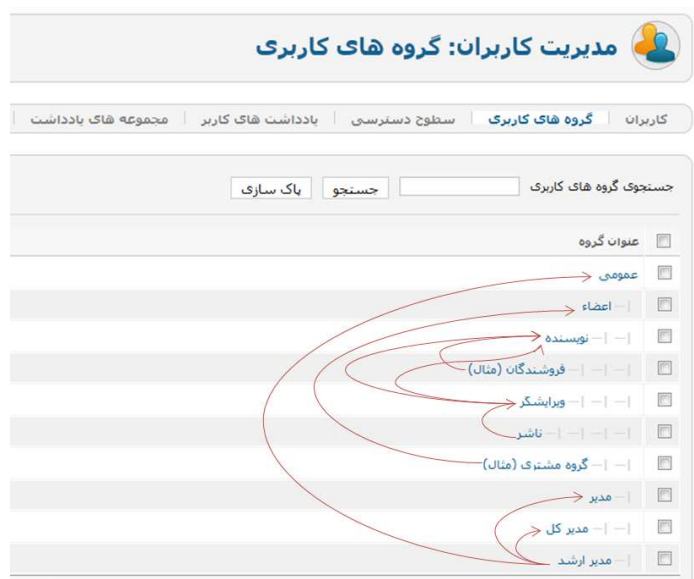 مدیریت کاربران: گروه های کاربری
کاربران گروه های کاربری سطوح دسترسی یادداشت های کاربر مجموعه های یادداشت
جستجوی گروه های کاربری جستجو پاک سازی
عنوان گروه
عمومی
|— اعضاء
|— |— نویسنده
|— |— |— فروشندگان (مثال)
|— |— |— ویرایشگر
|— |— |— |— ناشر
|— |— گروه مشتری (مثال)
|— مدیر
|— |— مدیر کل
|— مدیر ارشد